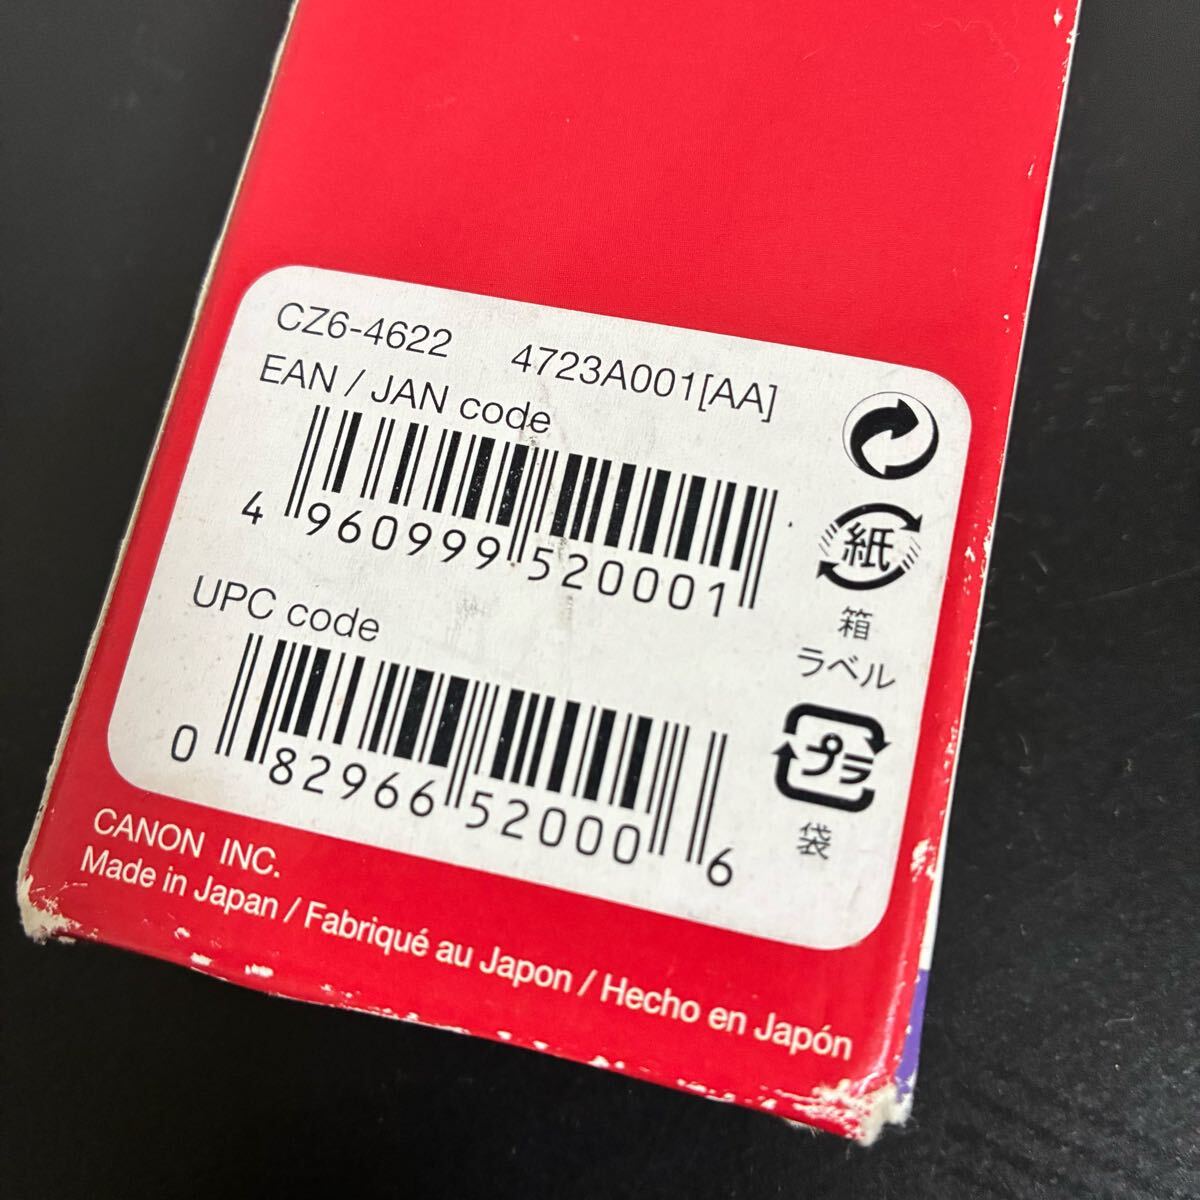 CZ6-4622 4723A001[AA]
EAN / JAN code
4 960999 520001
UPC code
0 82966 52000 6
紙
箱
ラベル
プラ
袋
CANON INC.
Made in Japan / Fabriqué au Japon / Hecho en Japón